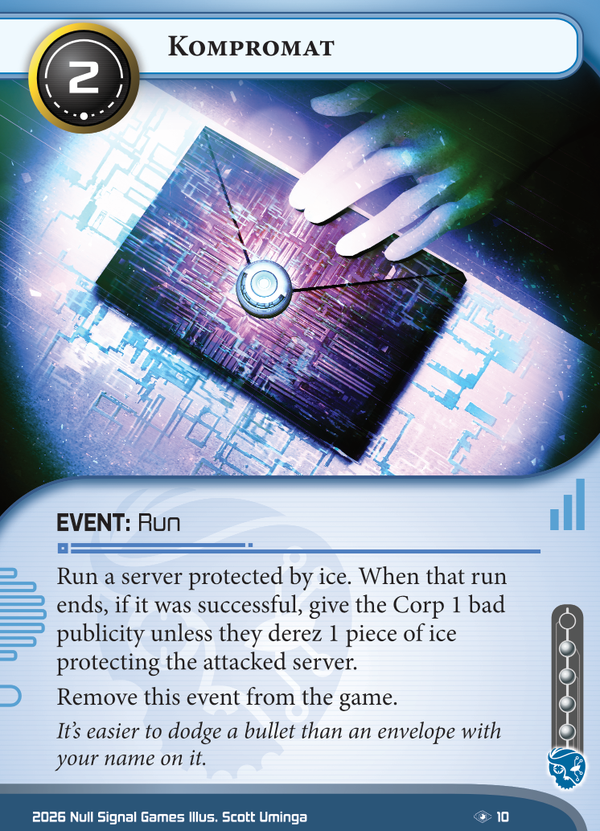 2
Kompromat
EVENT: Run
Run a server protected by ice. When that run
ends, if it was successful, give the Corp 1 bad
publicity unless they derez 1 piece of ice
protecting the attacked server.
Remove this event from the game.
It's easier to dodge a bullet than an envelope with
your name on it.
2026 Null Signal Games Illus. Scott Uminga
10